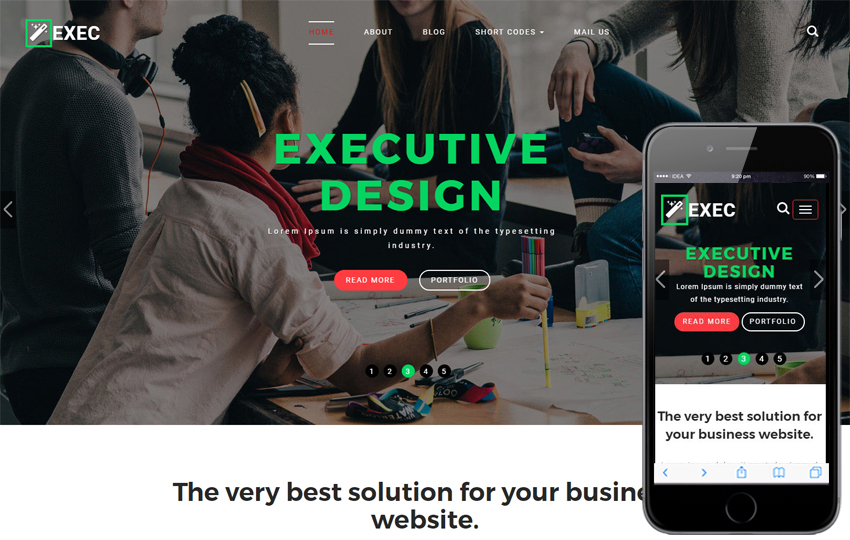 EXEC
HOME ABOUT BLOG SHORT CODES MAIL US
EXECUTIVE
DESIGN
Lorem Ipsum is simply dummy text of the typesetting
industry.
READ MORE PORTFOLIO
1 2 3 4 5
The very best solution for your busine
website.
IDEA 9:20 pm 90%
EXEC
EXECUTIVE
DESIGN
Lorem Ipsum is simply dummy text
of the typesetting industry.
READ MORE PORTFOLIO
1 2 3 4 5
The very best solution for
your business website.